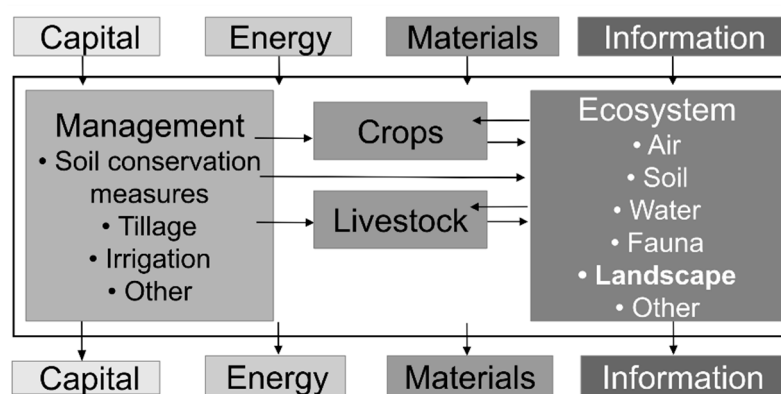 Capital Energy Materials Information
Management
• Soil conservation
measures
• Tillage
• Irrigation
• Other
Crops
Livestock
Ecosystem
• Air
• Soil
• Water
• Fauna
• Landscape
• Other
Capital Energy Materials Information